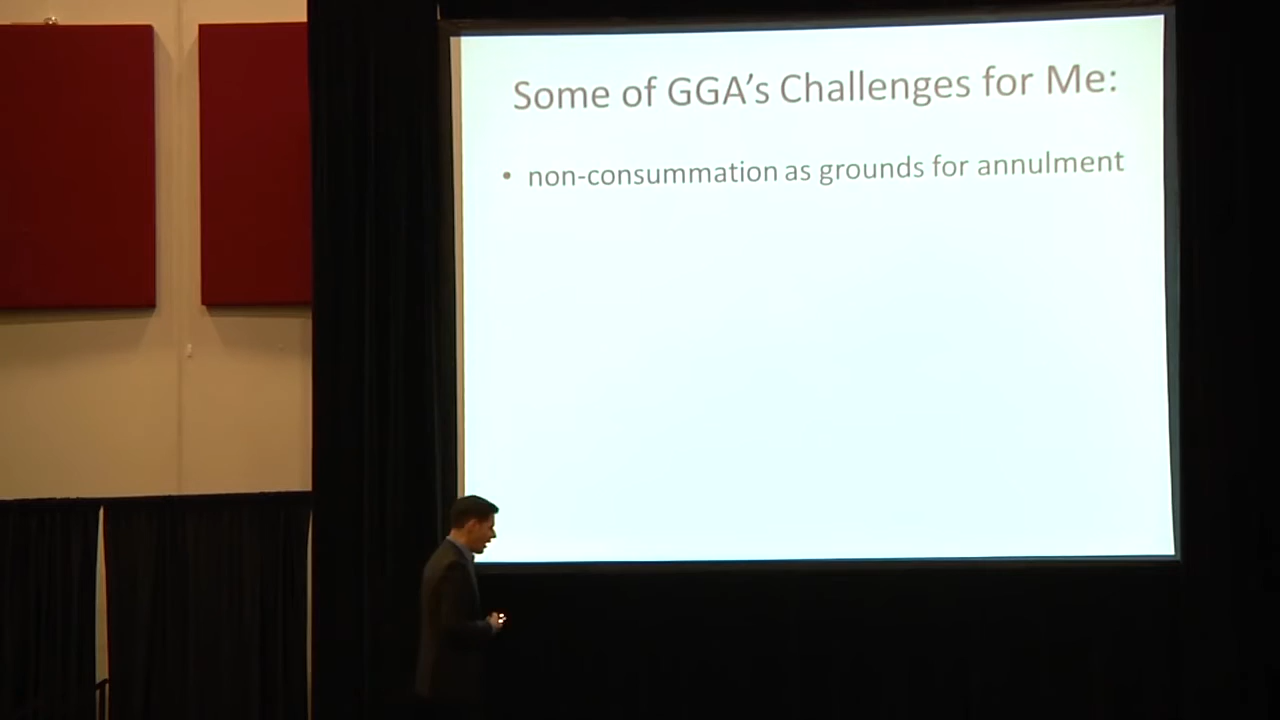 Some of GGA’s Challenges for Me:
• non-consummation as grounds for annulment